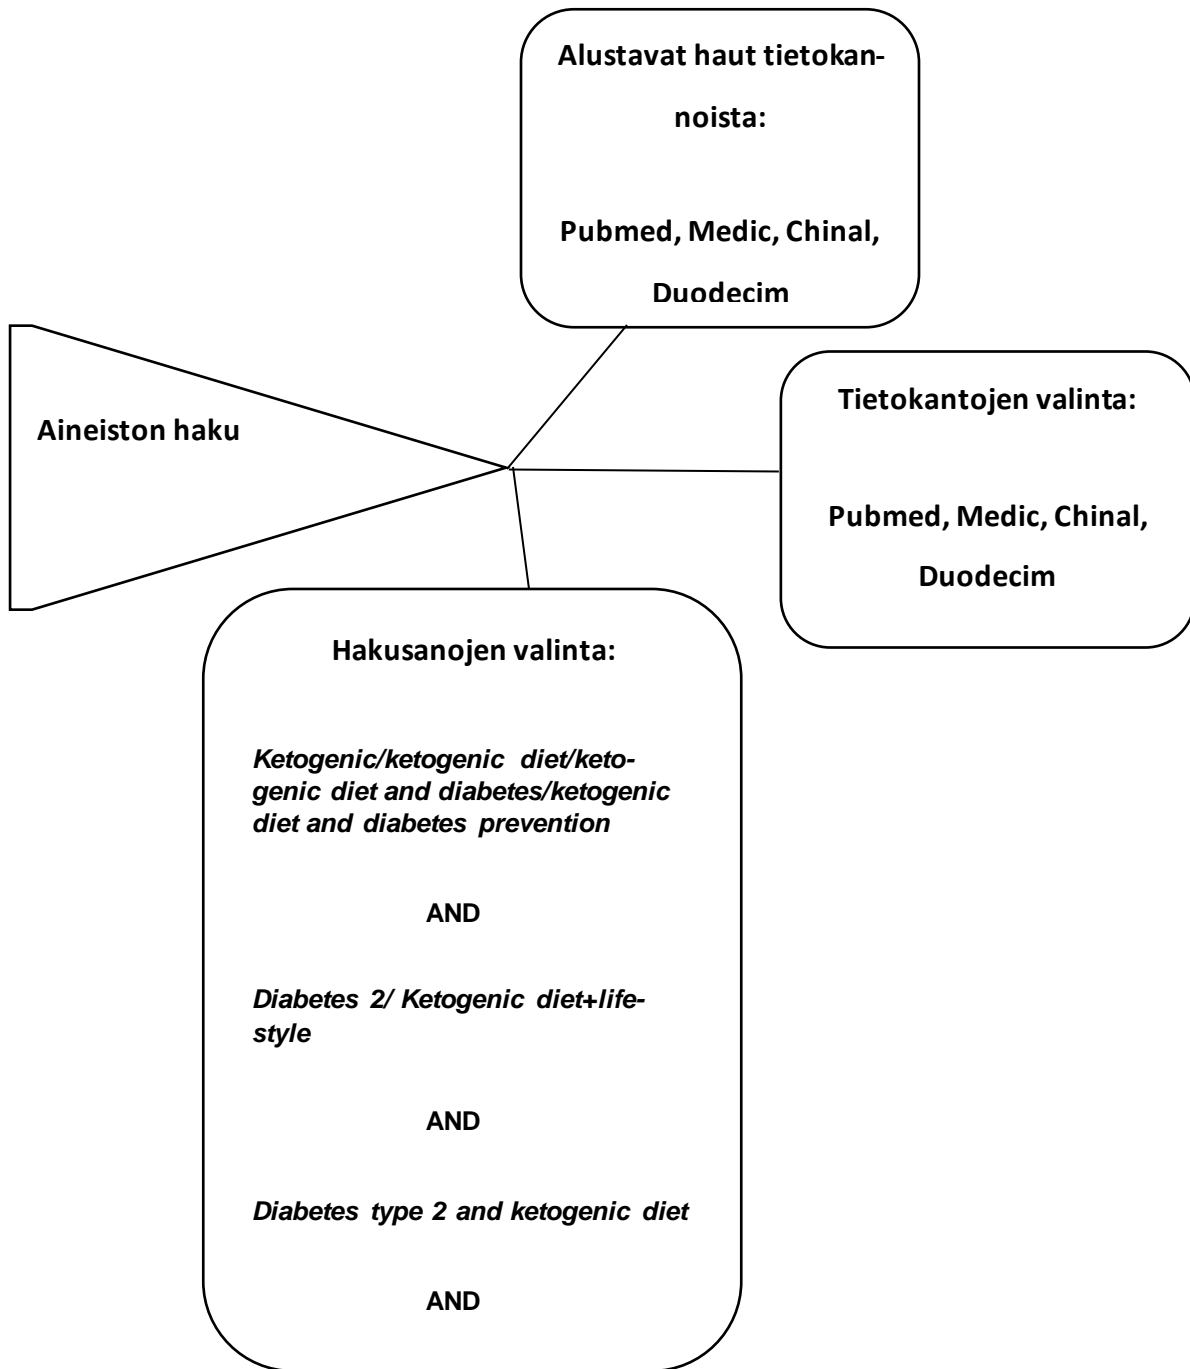 Alustavat haut tietokan-
noista:
Pubmed, Medic, Chinal,
Duodecim
Aineiston haku
Tietokantojen valinta:
Pubmed, Medic, Chinal,
Duodecim
Hakusanojen valinta:
Ketogenic/ketogenic diet/keto-
genic diet and diabetes/ketogenic
diet and diabetes prevention
AND
Diabetes 2/ Ketogenic diet+life-
style
AND
Diabetes type 2 and ketogenic diet
AND